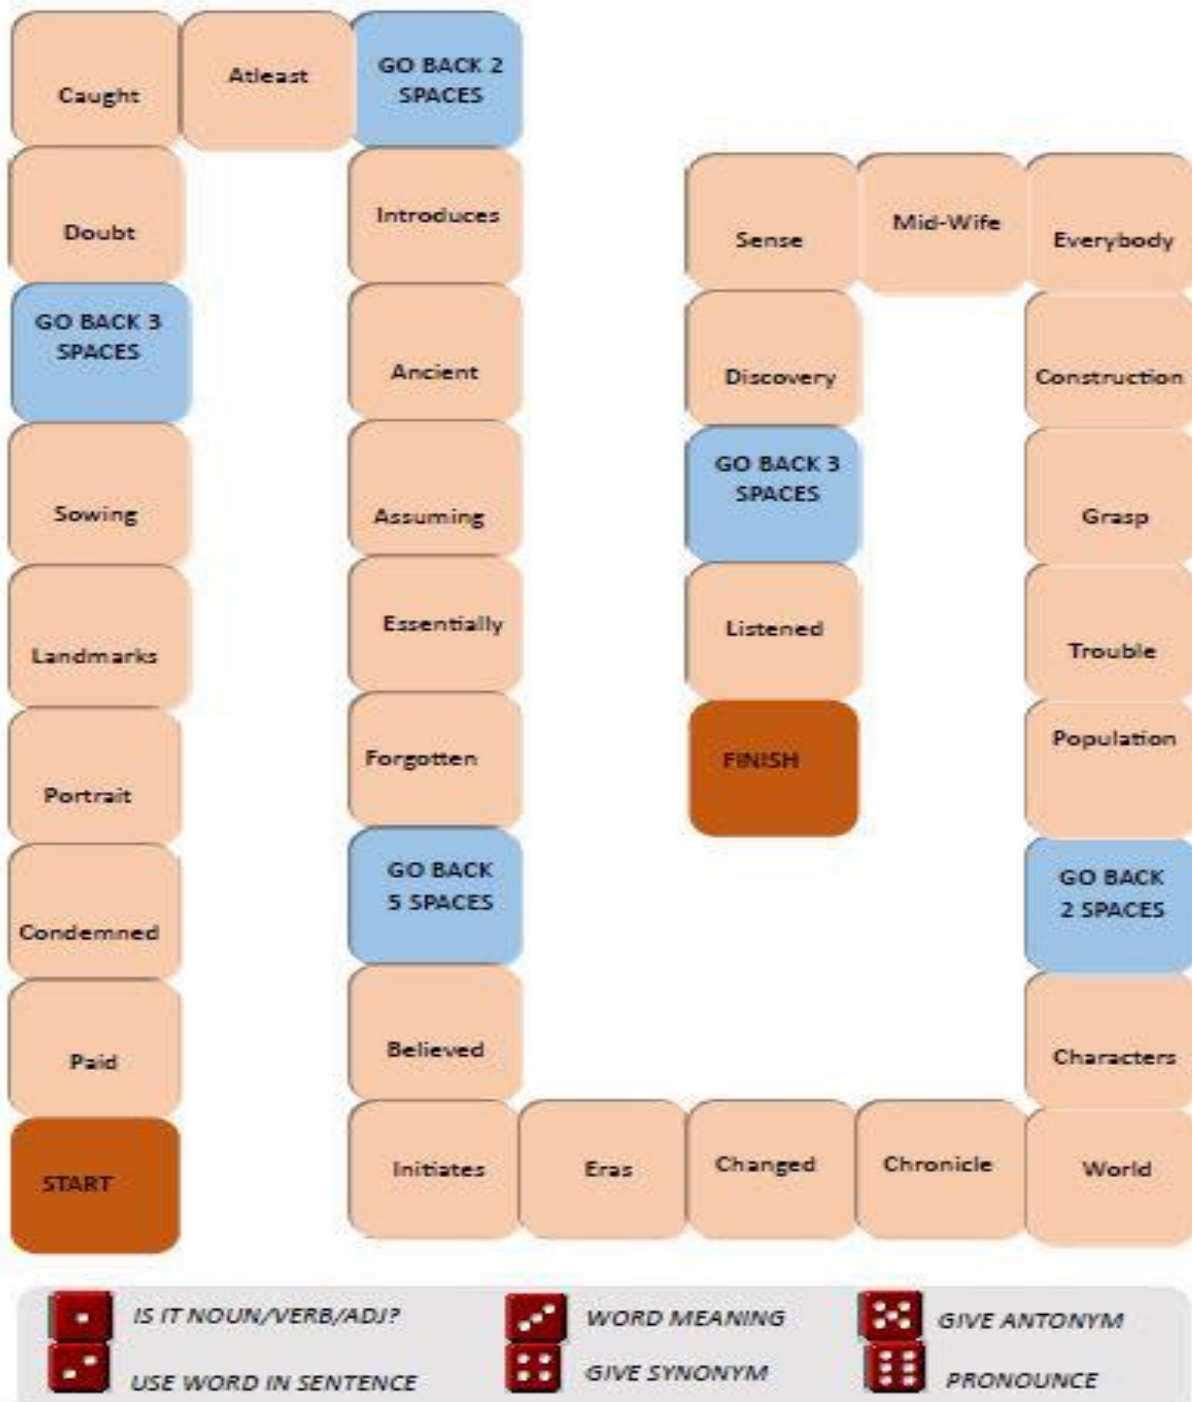 START
Paid
Condemned
Portrait
Landmarks
Sowing
GO BACK 3
SPACES
Doubt
Caught
Atleast
GO BACK 2
SPACES
Introduces
Ancient
Assuming
Essentially
Forgotten
GO BACK
5 SPACES
Believed
Initiates
Eras
Changed
Chronicle
World
Characters
GO BACK
2 SPACES
Population
Trouble
Grasp
Construction
Everybody
Mid-Wife
Sense
Discovery
GO BACK 3
SPACES
Listened
FINISH
IS IT NOUN/VERB/ADJ?
USE WORD IN SENTENCE
WORD MEANING
GIVE SYNONYM
GIVE ANTONYM
PRONOUNCE